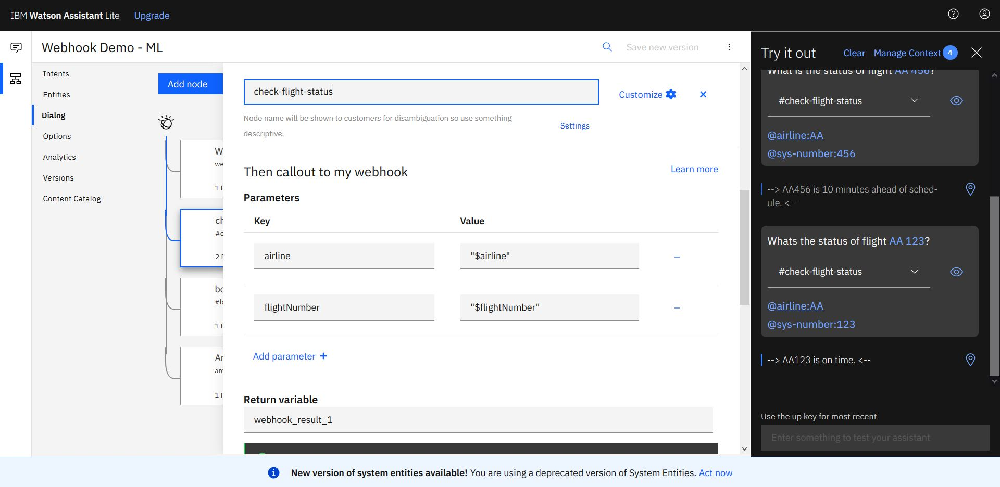 IBM Watson Assistant Lite
Upgrade
Webhook Demo - ML
Save new version
Intents
Entities
Dialog
Options
Analytics
Versions
Content Catalog
Add node
W
we
1 F
ch
#c
2 F
bo
#b
1 F
Ar
an
1 F
check-flight-status
Customize
Node name will be shown to customers for disambiguation so use something
descriptive.
Settings
Then callout to my webhook
Learn more
Parameters
Key
Value
airline
"$airline"
flightNumber
"$flightNumber"
Add parameter +
Return variable
webhook_result_1
Try it out
Clear
Manage Context 4
What is the status of flight AA 456?
#check-flight-status
@airline:AA
@sys-number:456
--> AA456 is 10 minutes ahead of sched-
ule. <--
Whats the status of flight AA 123?
#check-flight-status
@airline:AA
@sys-number:123
--> AA123 is on time. <--
Use the up key for most recent
Enter something to test your assistant
New version of system entities available! You are using a deprecated version of System Entities. Act now